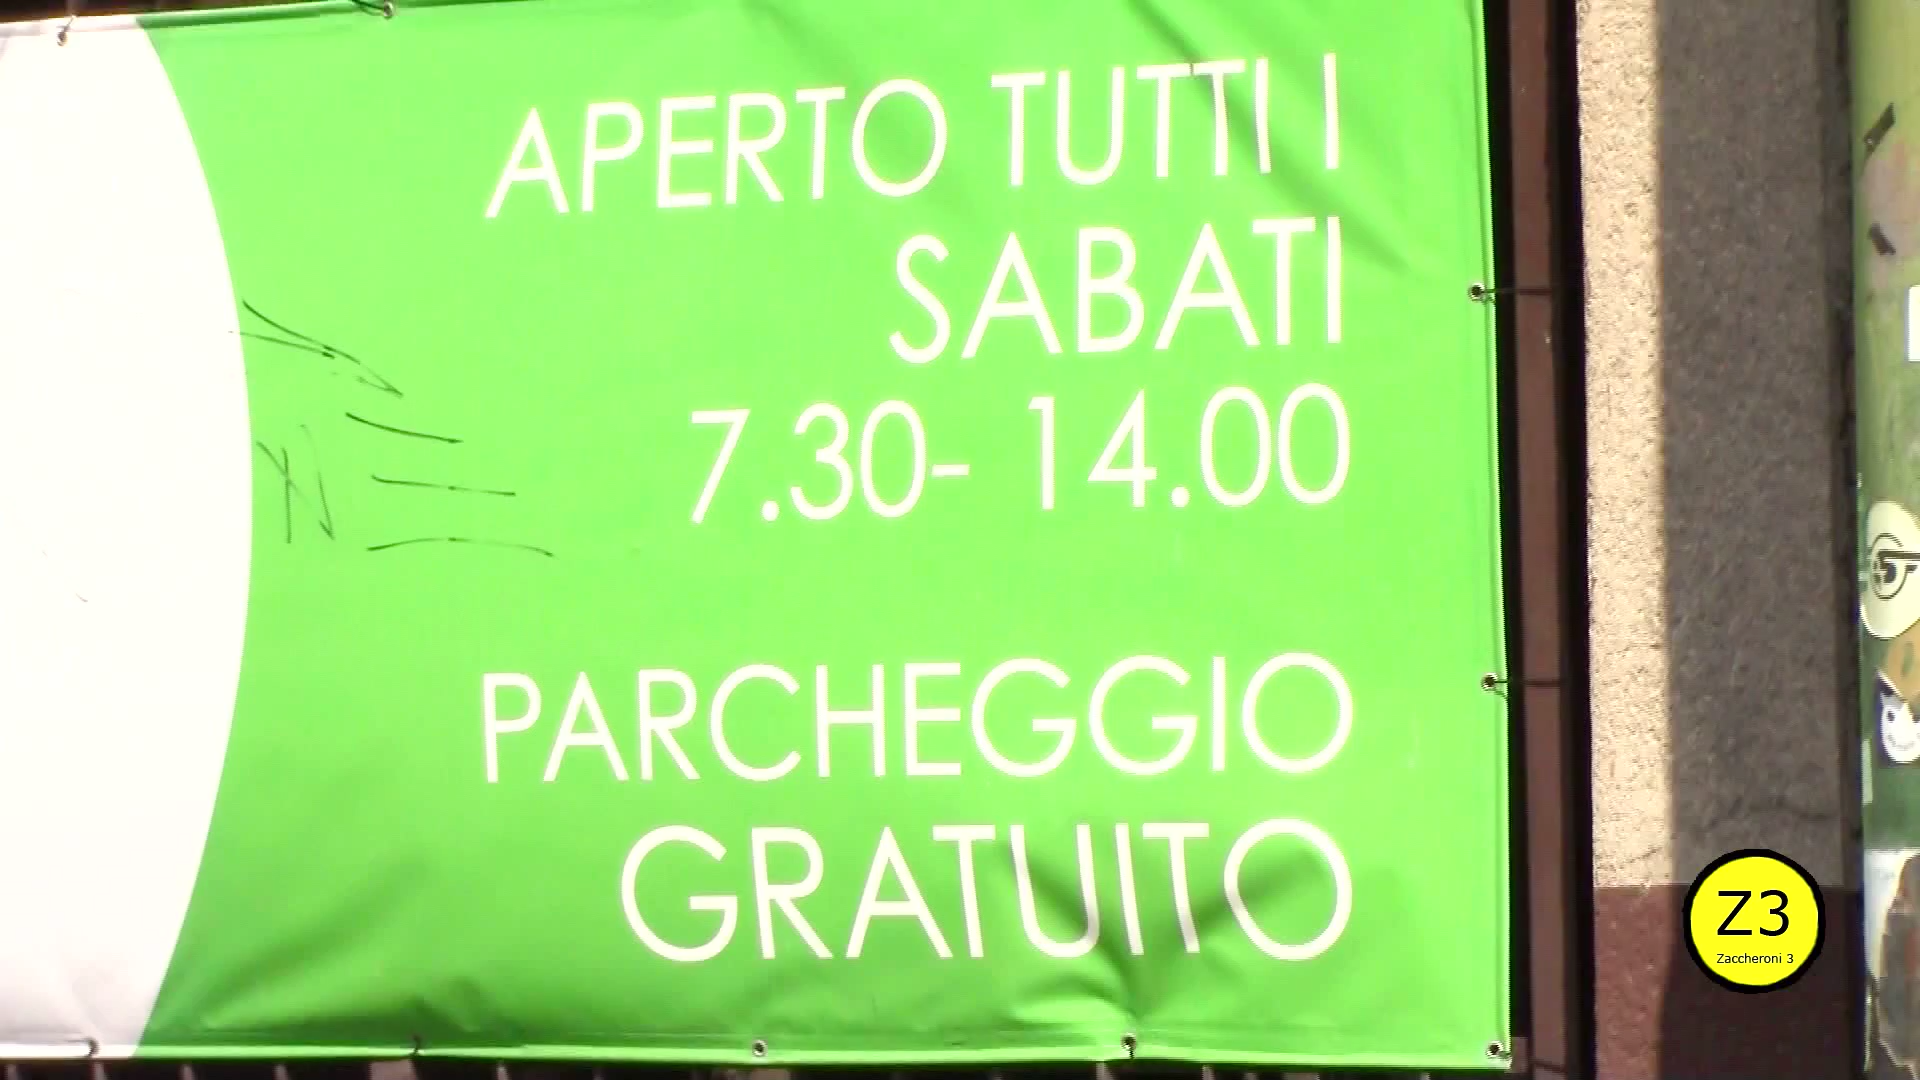 APERTO TUTTI I
SABATI
7.30- 14.00
PARCHEGGIO
GRATUITO
Z3
Zaccheroni 3